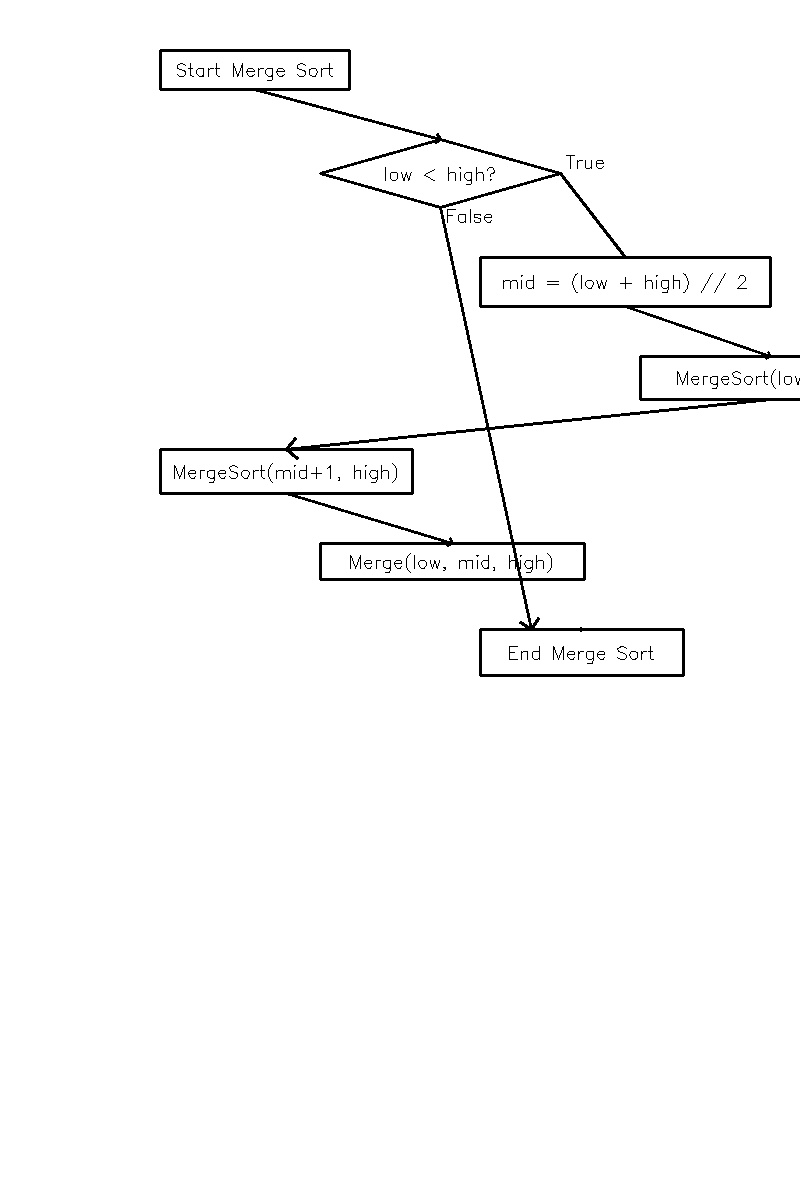 Start Merge Sort
low < high?
True
False
mid = (low + high) // 2
MergeSort(low
MergeSort(mid+1, high)
Merge(low, mid, high)
End Merge Sort